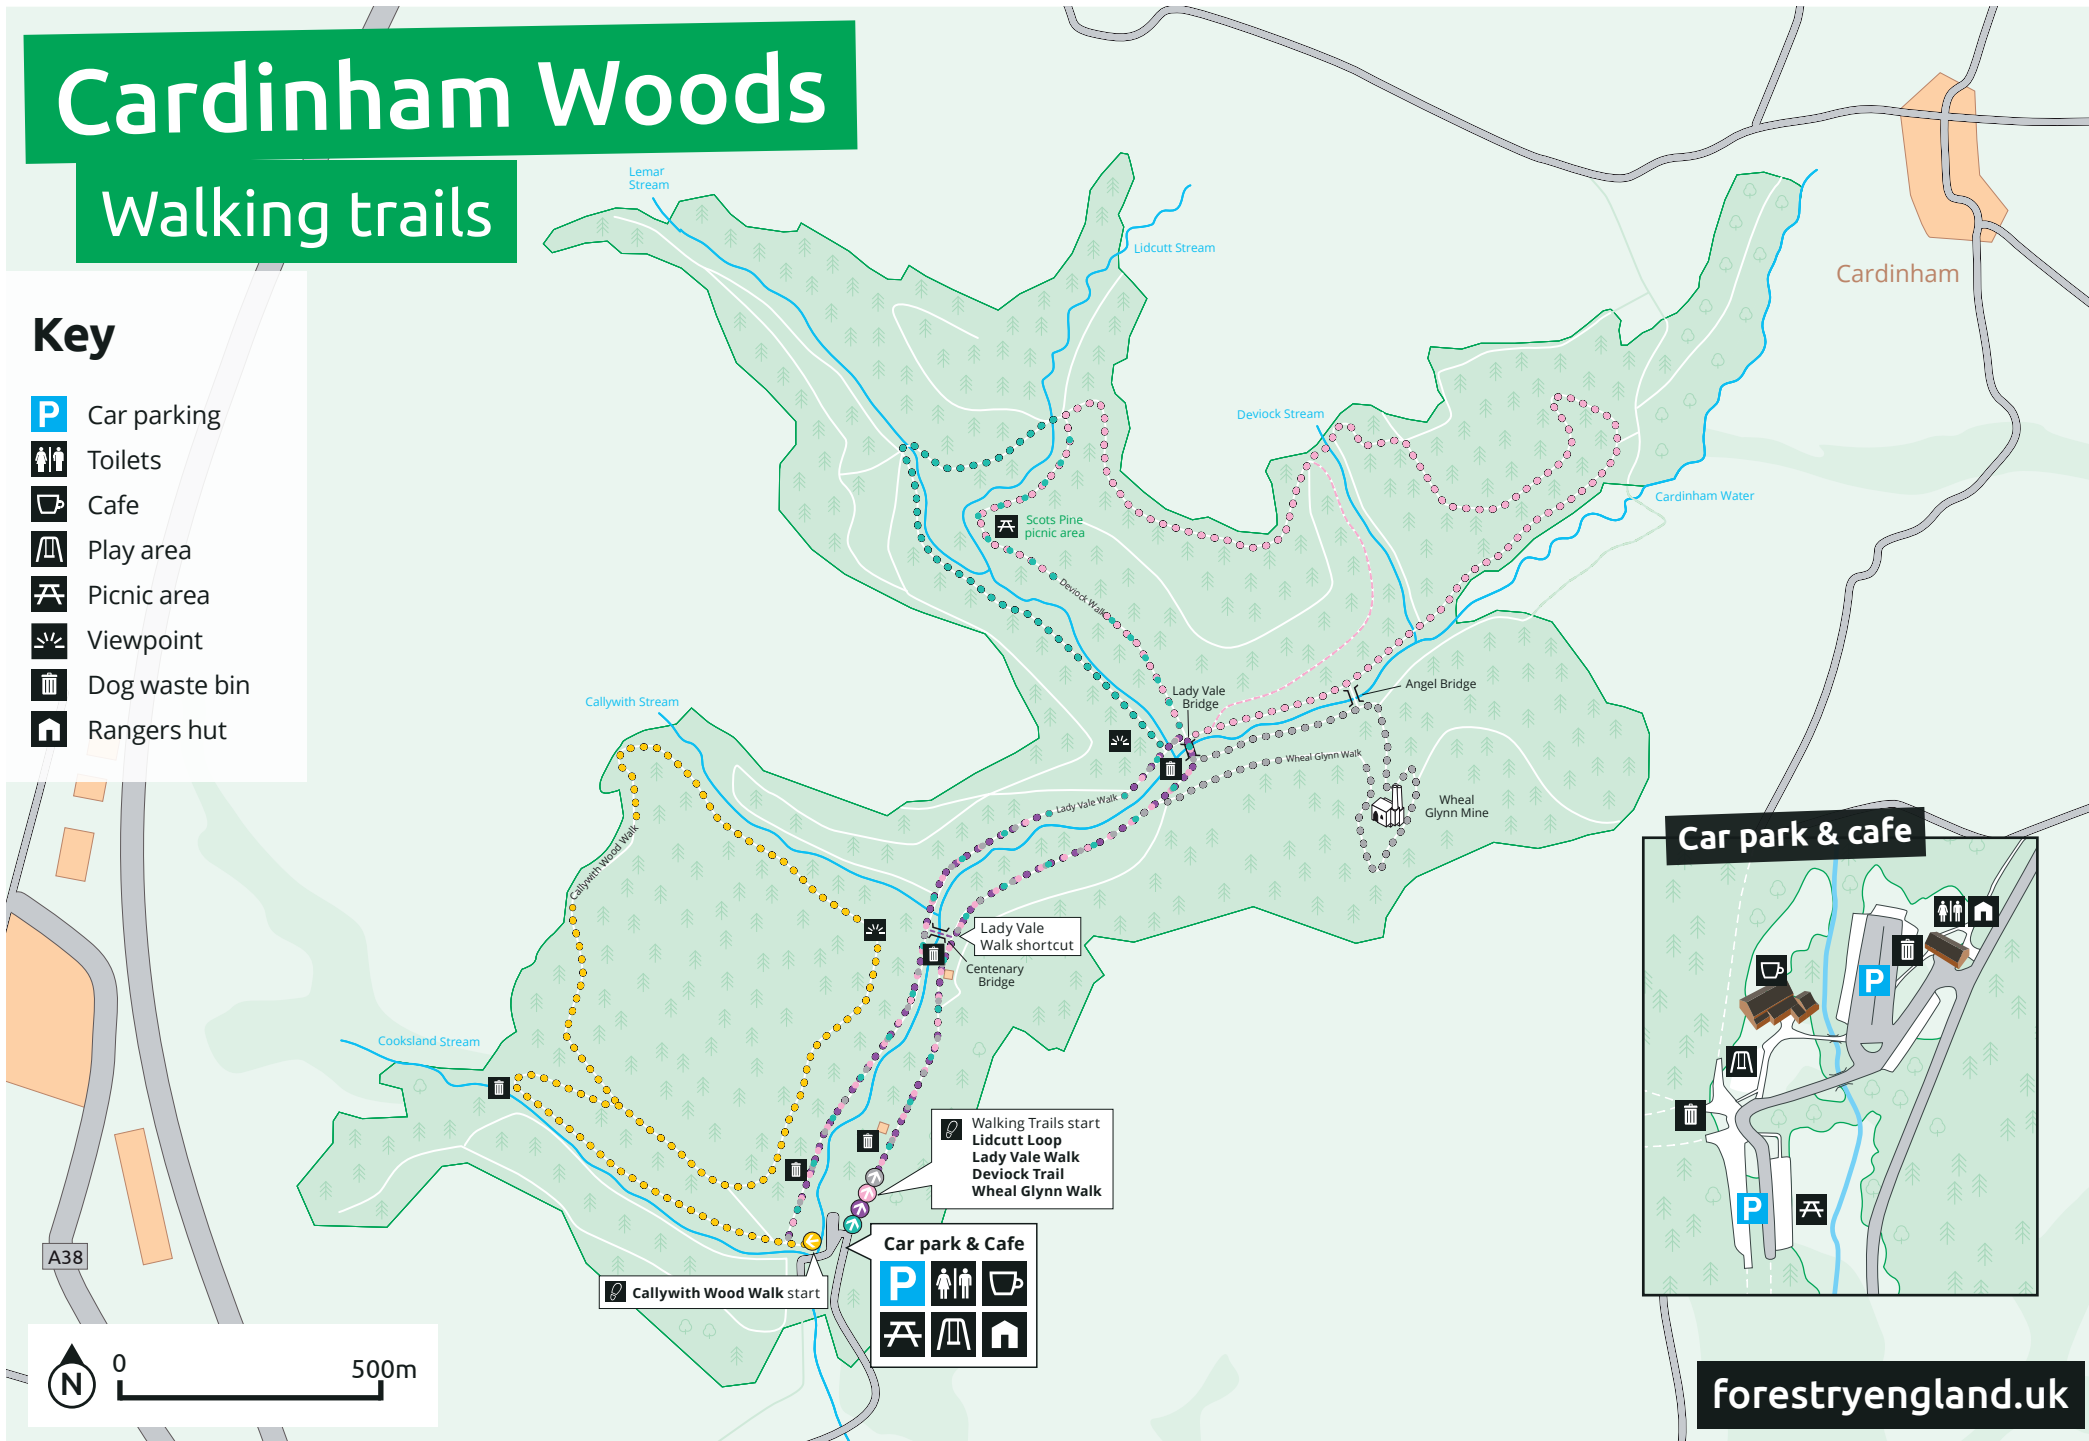 Cardinham Woods
Walking trails
Key
P
Car parking
Toilets
Cafe
Play area
Picnic area
Viewpoint
Dog waste bin
Rangers hut
Lemar
Stream
Lidcutt Stream
Cardinham
Deviock Stream
Cardinham Water
Scots Pine
picnic area
Deviock Walk
Lady Vale
Bridge
Angel Bridge
Callywith Stream
Wheal Glynn Walk
Wheal
Glynn Mine
Lady Vale Walk
Callywith Wood Walk
Lady Vale
Walk shortcut
Centenary
Bridge
Cooksland Stream
Walking Trails start
Lidcutt Loop
Lady Vale Walk
Deviock Trail
Wheal Glynn Walk
Car park & Cafe
P
Callywith Wood Walk start
A38
N
0
500m
Car park & cafe
P
P
forestryengland.uk